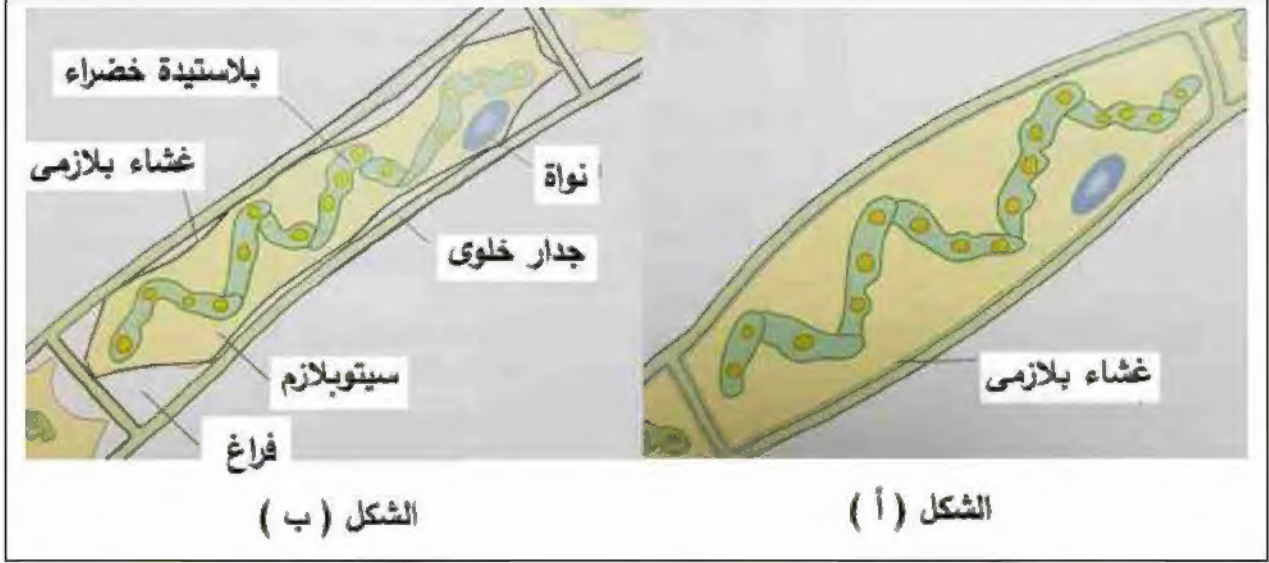 بلاستيدة خضراء
غشاء بلازمى
نواة
جدار خلوى
سيتوبلازم
فراغ
غشاء بلازمى
الشكل ( أ )
الشكل ( ب )